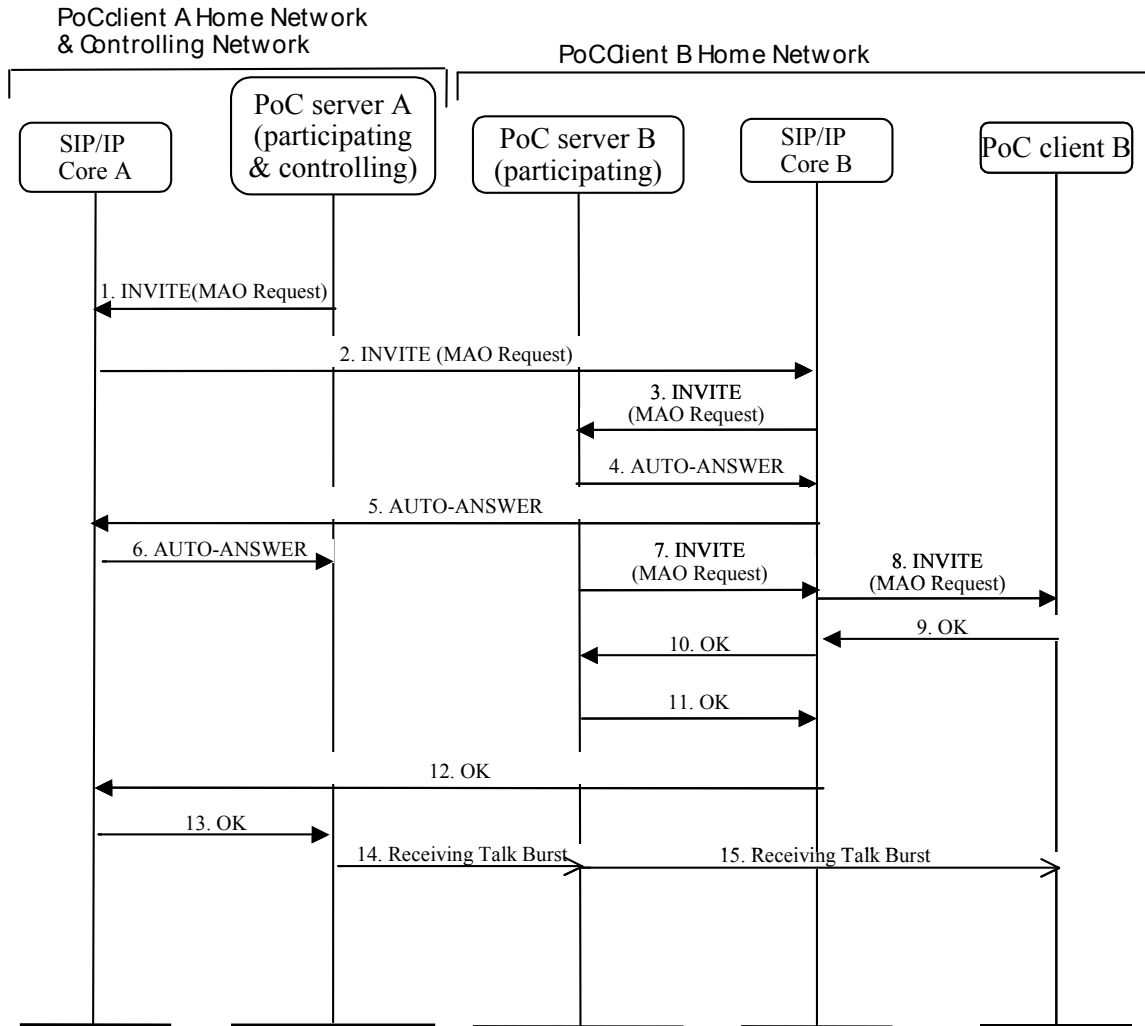 PoCclient A Home Network
& Controlling Network
PoCClient B Home Network
SIP/IP
Core A
PoC server A
(participating
& controlling)
PoC server B
(participating)
SIP/IP
Core B
PoC client B
1. INVITE(MAO Request)
2. INVITE (MAO Request)
3. INVITE
(MAO Request)
4. AUTO-ANSWER
5. AUTO-ANSWER
6. AUTO-ANSWER
7. INVITE
(MAO Request)
8. INVITE
(MAO Request)
9. OK
10. OK
11. OK
12. OK
13. OK
14. Receiving Talk Burst
15. Receiving Talk Burst